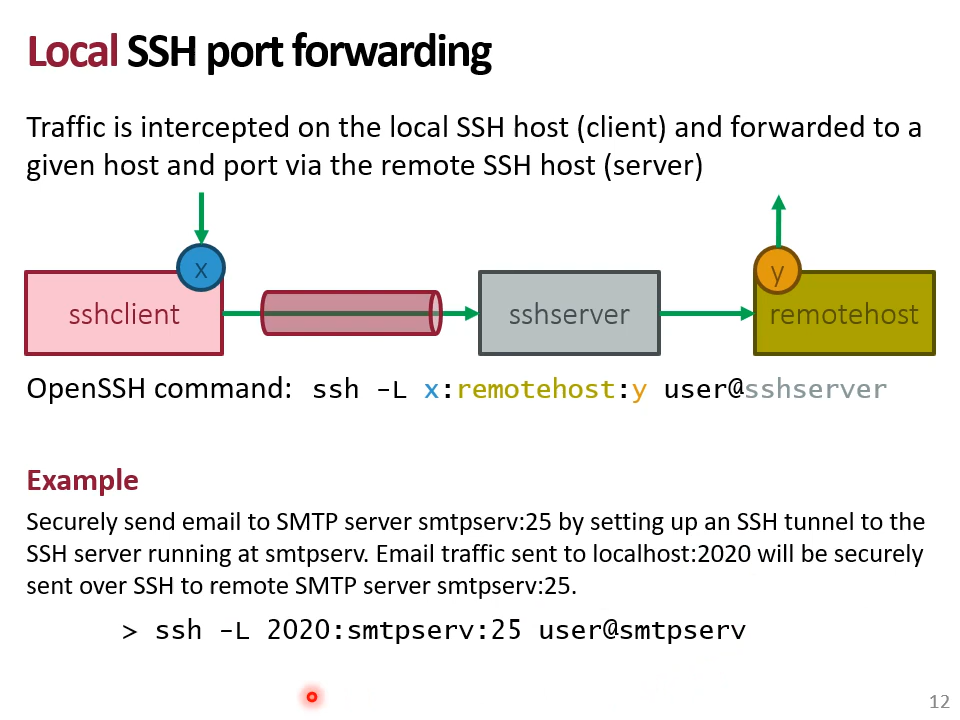 Local SSH port forwarding
Traffic is intercepted on the local SSH host (client) and forwarded to a
given host and port via the remote SSH host (server)
x
y
sshclient
sshserver
remotehost
OpenSSH command: ssh -L x:remotehost:y user@sshserver
Example
Securely send email to SMTP server smtpserv:25 by setting up an SSH tunnel to the
SSH server running at smtpserv. Email traffic sent to localhost:2020 will be securely
sent over SSH to remote SMTP server smtpserv:25.
> ssh -L 2020:smtpserv:25 user@smtpserv
12